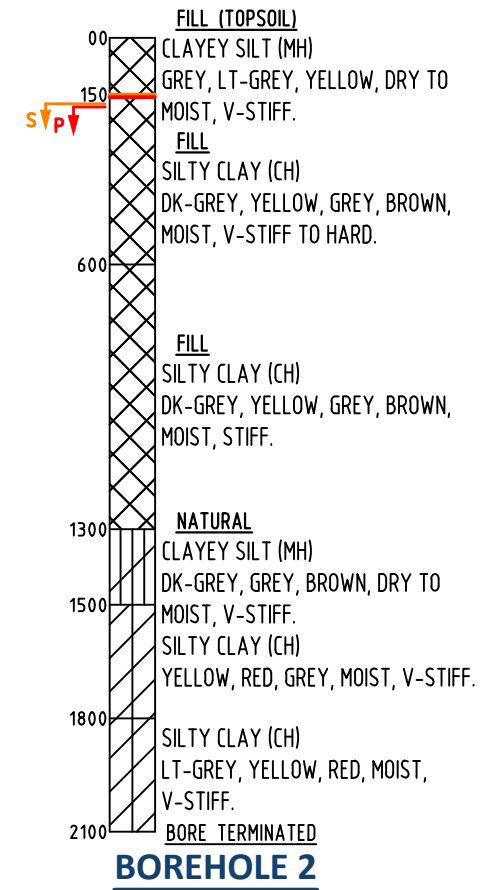 FILL (TOPSOIL)
00
CLAYEY SILT (MH)
GREY, LT-GREY, YELLOW, DRY TO
MOIST, V-STIFF.
150
S P
FILL
SILTY CLAY (CH)
DK-GREY, YELLOW, GREY, BROWN,
MOIST, V-STIFF TO HARD.
600
FILL
SILTY CLAY (CH)
DK-GREY, YELLOW, GREY, BROWN,
MOIST, STIFF.
1300
NATURAL
CLAYEY SILT (MH)
DK-GREY, GREY, BROWN, DRY TO
MOIST, V-STIFF.
1500
SILTY CLAY (CH)
YELLOW, RED, GREY, MOIST, V-STIFF.
1800
SILTY CLAY (CH)
LT-GREY, YELLOW, RED, MOIST,
V-STIFF.
2100
BORE TERMINATED
BOREHOLE 2